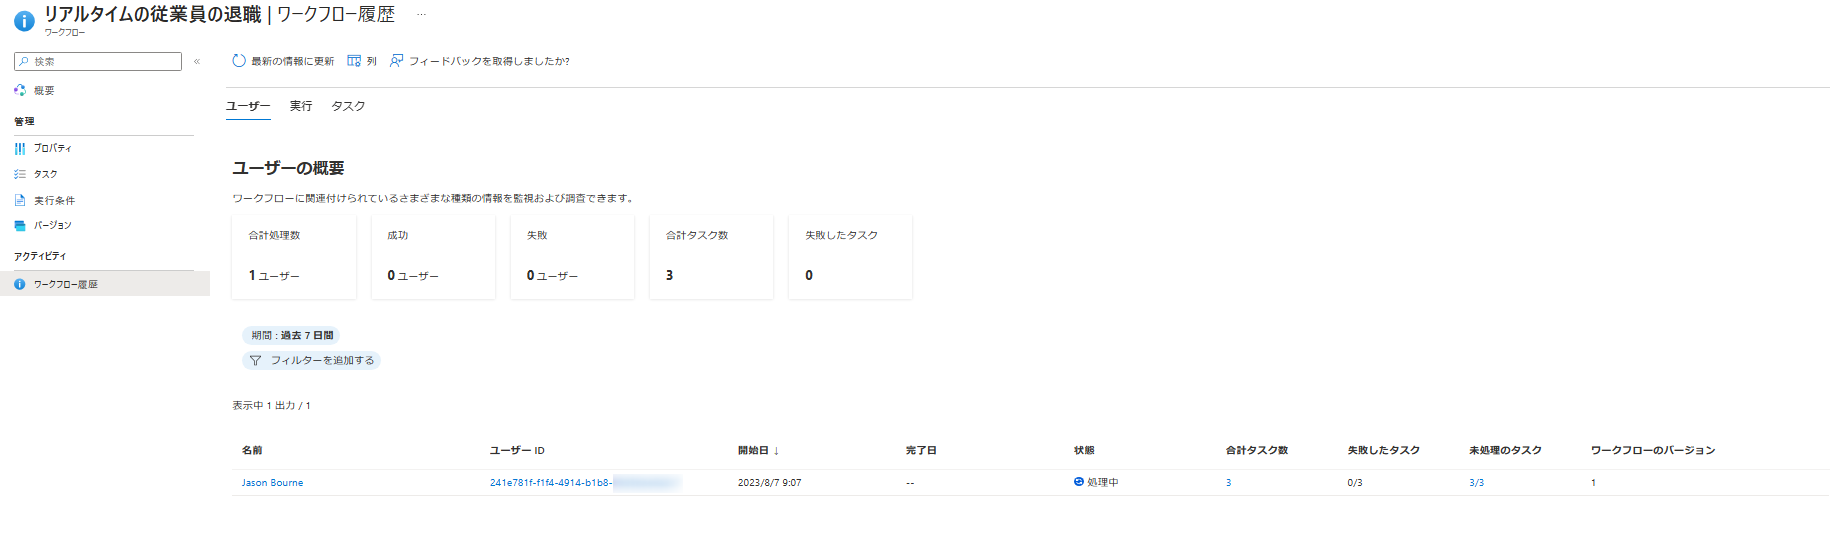 リアルタイムの従業員の退職 | ワークフロー履歴 …
ワークフロー
検索 «
概要
管理
プロパティ
タスク
実行条件
バージョン
アクティビティ
ワークフロー履歴
最新の情報に更新 列 フィードバックを取得しましたか?
ユーザー 実行 タスク
ユーザーの概要
ワークフローに関連付けられているさまざまな種類の情報を監視および調査できます。
合計処理数 成功 失敗 合計タスク数 失敗したタスク
1 ユーザー 0 ユーザー 0 ユーザー 3 0
期間 : 過去 7 日間
フィルターを追加する
表示中 1 出力 / 1
名前 ユーザー ID 開始日 ↓ 完了日 状態 合計タスク数 失敗したタスク 未処理のタスク ワークフローのバージョン
Jason Bourne 241e781f-f1f4-4914-b1b8- 2023/8/7 9:07 -- 処理中 3 0/3 3/3 1